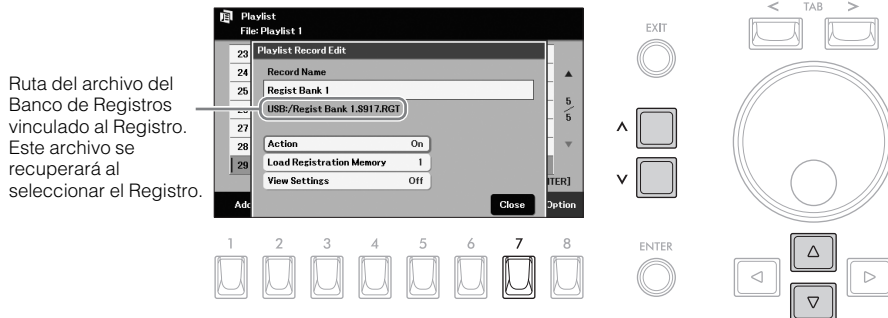 Playlist
File: Playlist 1
Playlist Record Edit
23
24
25
27
28
29
Record Name
Regist Bank 1
USB:/Regist Bank 1.S917.RGT
Action On
Load Registration Memory 1
View Settings Off
5
5
TER]
Add
Close
Option
Ruta del archivo del
Banco de Registros
vinculado al Registro.
Este archivo se
recuperará al
seleccionar el Registro.
1 2 3 4 5 6 7 8
EXIT
ENTER
< TAB >